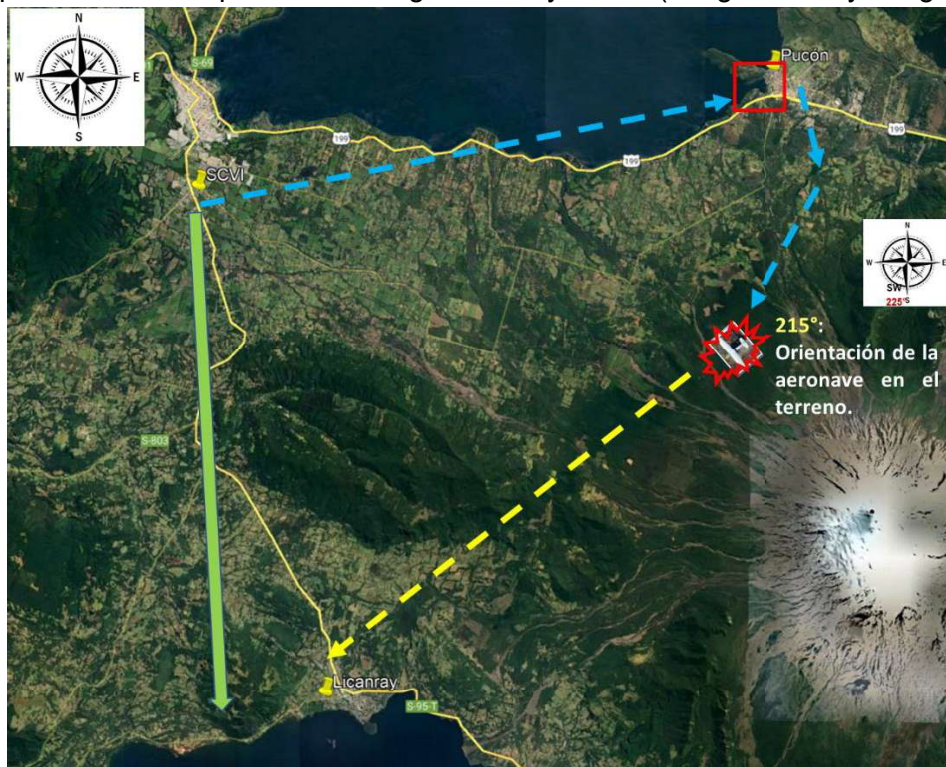 N
W
E
S
S-69
Pucón
199
199
199
SCVI
N
W
E
SW
S
225°
215°:
Orientación de la
aeronave en el
terreno.
S-803
Licanray
S-95-T